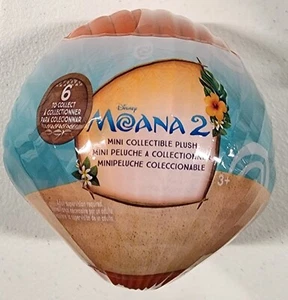 6
TO COLLECT
À COLLECTIONNER
PARA COLECCIONAR
Disney
MOANA 2
MINI COLLECTIBLE PLUSH
MINI PELUCHE À COLLECTIONNER
MINIPELUCHE COLECCIONABLE
3+